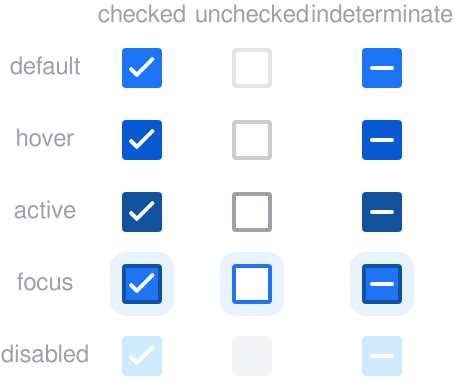 checked unchecked indeterminate
default
hover
active
focus
disabled